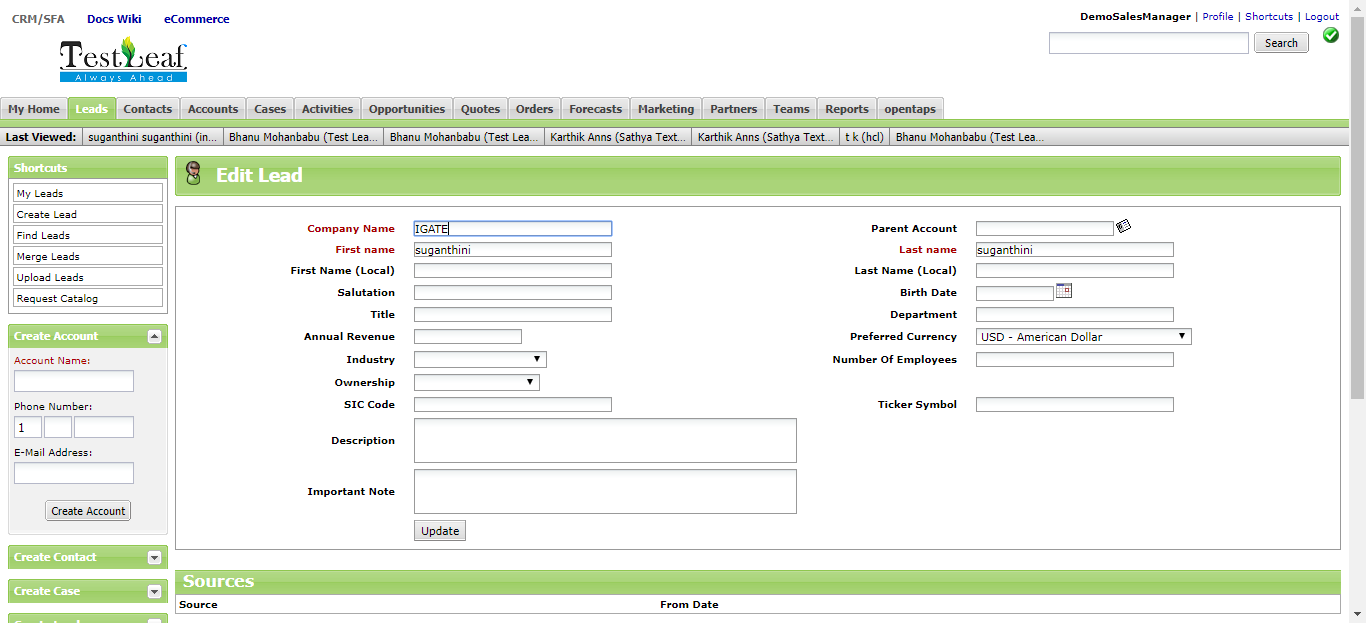 CRM/SFA Docs Wiki eCommerce
DemoSalesManager | Profile | Shortcuts | Logout
Search
TestLeaf
Always Ahead
My Home Leads Contacts Accounts Cases Activities Opportunities Quotes Orders Forecasts Marketing Partners Teams Reports opentaps
Last Viewed: suganthini suganthini (in... Bhanu Mohanbabu (Test Lea... Bhanu Mohanbabu (Test Lea... Karthik Anns (Sathya Text... Karthik Anns (Sathya Text... t k (hcl) Bhanu Mohanbabu (Test Lea...
Shortcuts
My Leads
Create Lead
Find Leads
Merge Leads
Upload Leads
Request Catalog
Create Account
Account Name:
Phone Number:
1
E-Mail Address:
Create Account
Create Contact
Create Case
Edit Lead
Company Name IGATE Parent Account
First name suganthini Last name suganthini
First Name (Local) Last Name (Local)
Salutation Birth Date
Title Department
Annual Revenue Preferred Currency USD - American Dollar
Industry Number Of Employees
Ownership
SIC Code Ticker Symbol
Description
Important Note
Update
Sources
Source From Date